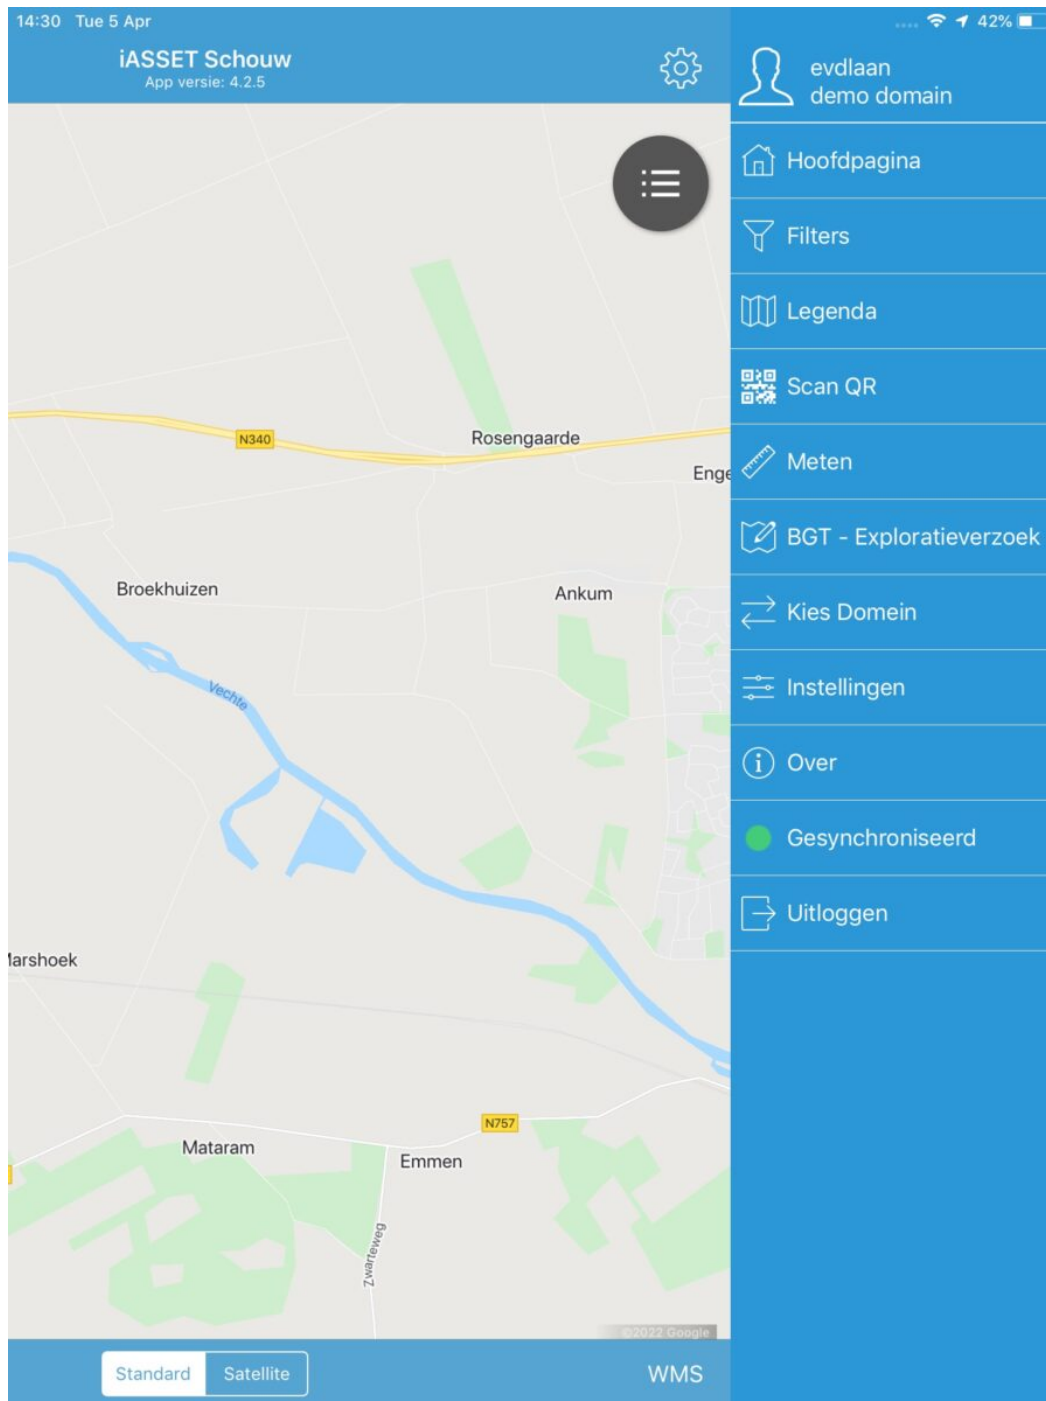 14:30 Tue 5 Apr
42%
iASSET Schouw
App versie: 4.2.5
evdlaan
demo domain
Hoofdpagina
Filters
Legenda
Scan QR
Meten
BGT - Exploratieverzoek
Kies Domein
Instellingen
Over
Gesynchroniseerd
Uitloggen
N340
Rosengaarde
Enge
Broekhuizen
Ankum
Vechte
arshoek
N757
Mataram
Emmen
Zwarteweg
©2022 Google
Standard
Satellite
WMS